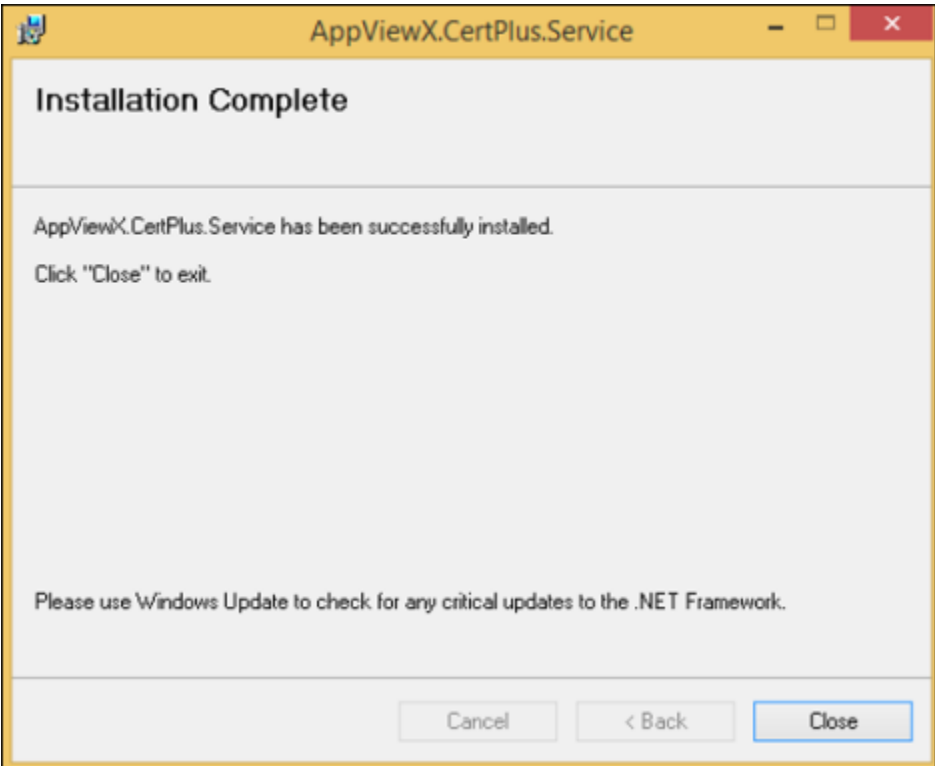 AppViewX.CertPlus.Service
Installation Complete
AppViewX.CertPlus.Service has been successfully installed.
Click "Close" to exit.
Please use Windows Update to check for any critical updates to the .NET Framework.
Cancel
< Back
Close